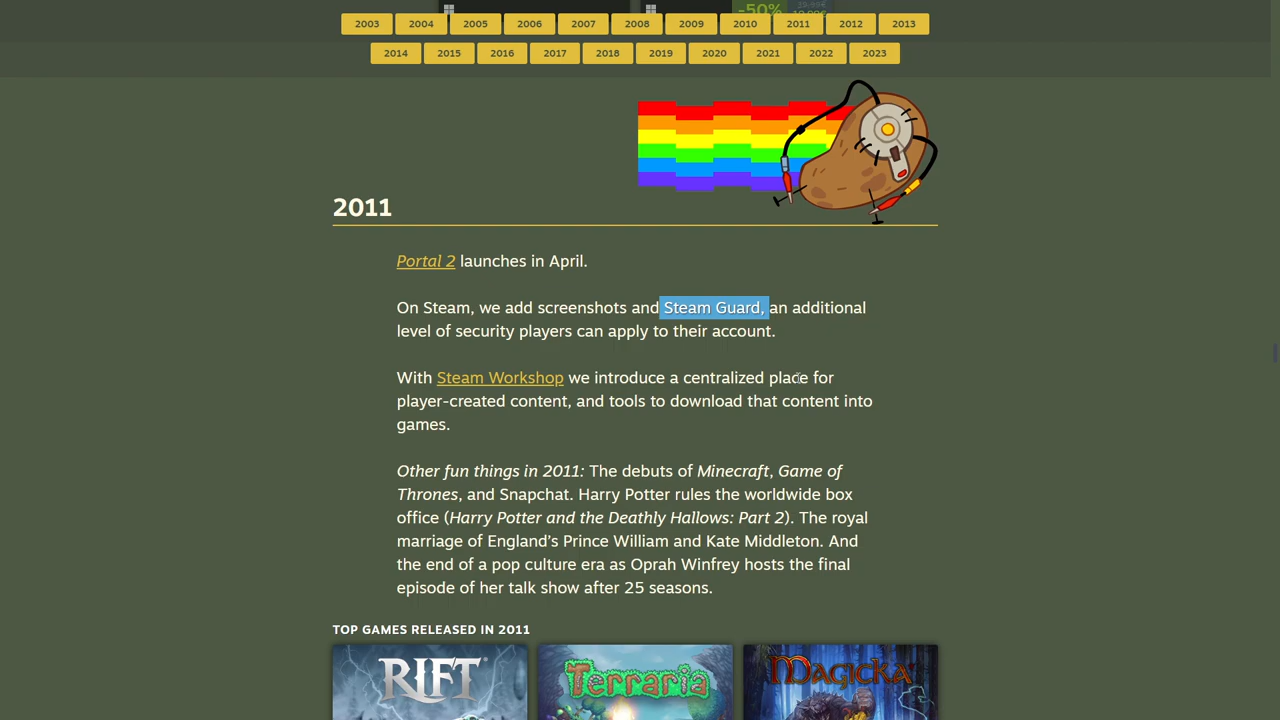 -50%
19,99€
2003 2004 2005 2006 2007 2008 2009 2010 2011 2012 2013
2014 2015 2016 2017 2018 2019 2020 2021 2022 2023
2011
Portal 2 launches in April.
On Steam, we add screenshots and Steam Guard, an additional
level of security players can apply to their account.
With Steam Workshop we introduce a centralized place for
player-created content, and tools to download that content into
games.
Other fun things in 2011: The debuts of Minecraft, Game of
Thrones, and Snapchat. Harry Potter rules the worldwide box
office (Harry Potter and the Deathly Hallows: Part 2). The royal
marriage of England’s Prince William and Kate Middleton. And
the end of a pop culture era as Oprah Winfrey hosts the final
episode of her talk show after 25 seasons.
TOP GAMES RELEASED IN 2011
RIFT
Terraria
MAGICKA